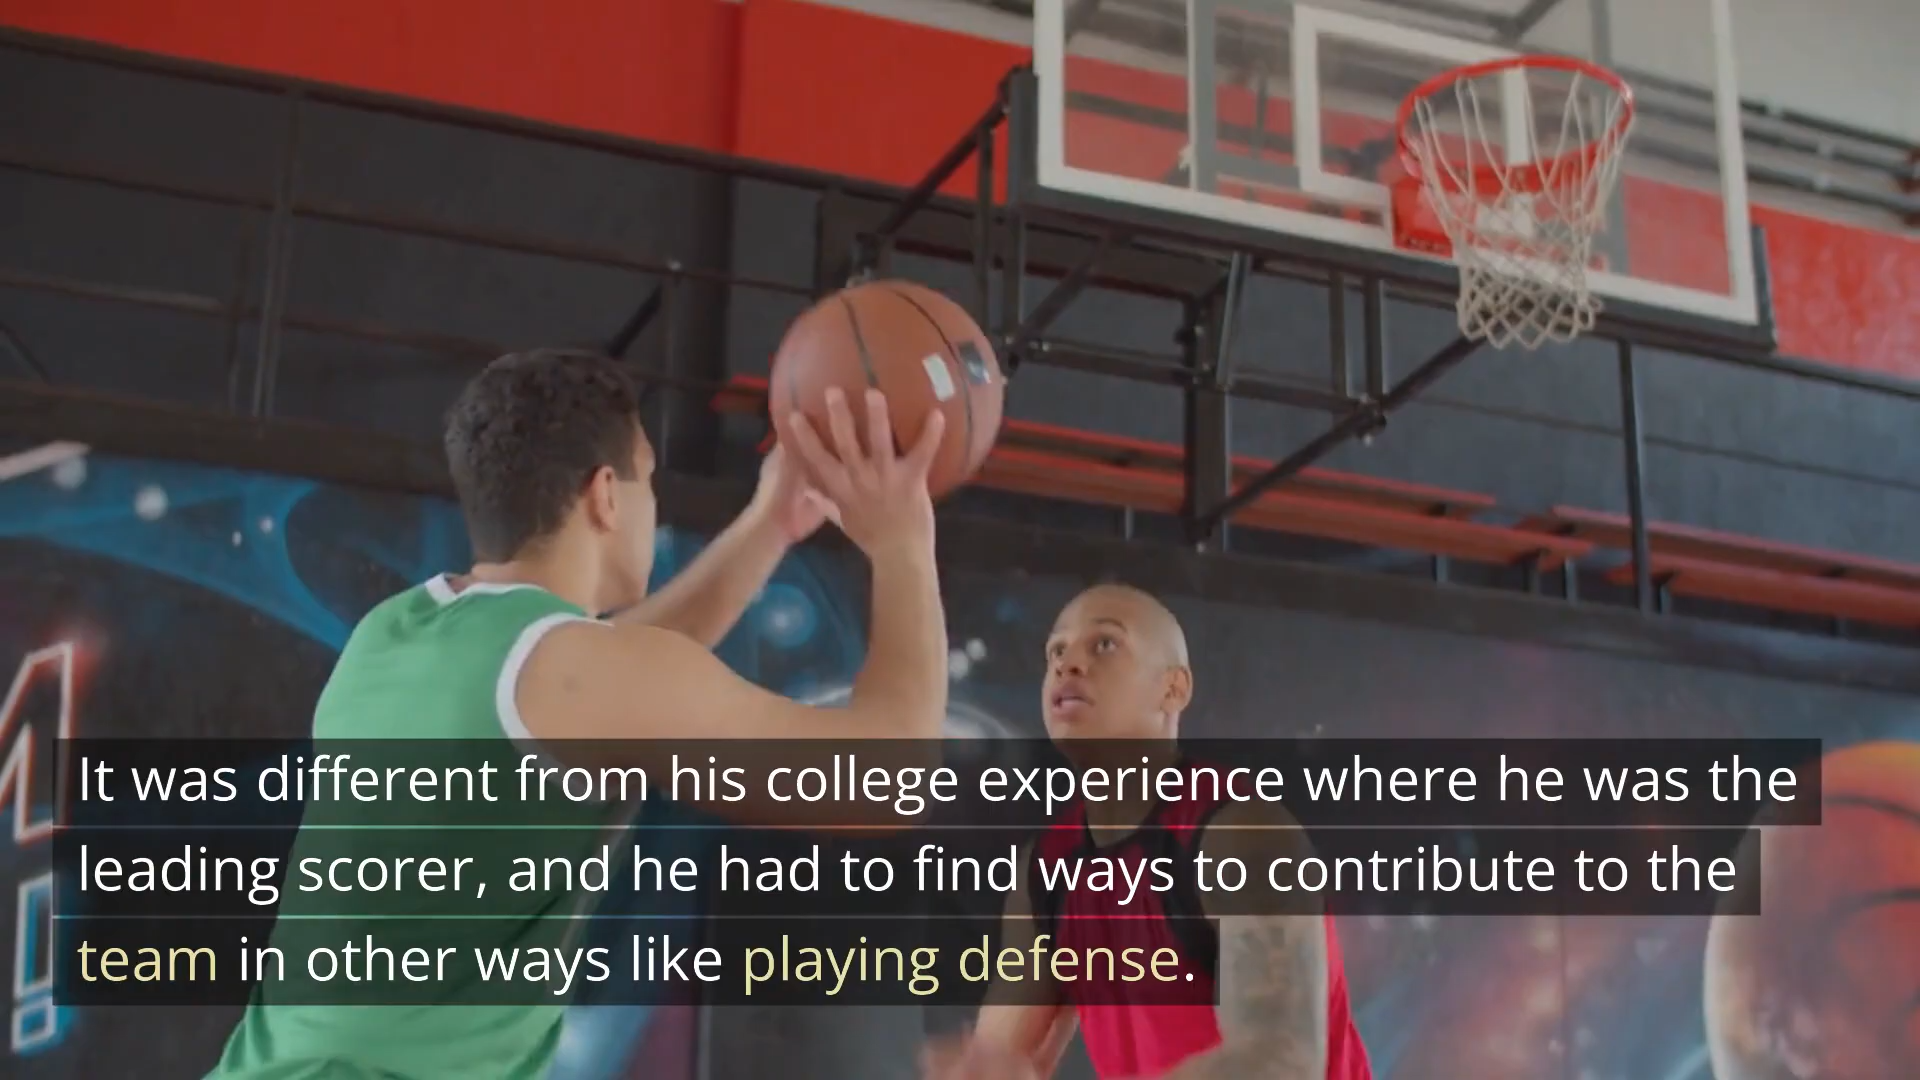 It was different from his college experience where he was the
leading scorer, and he had to find ways to contribute to the
team in other ways like playing defense.